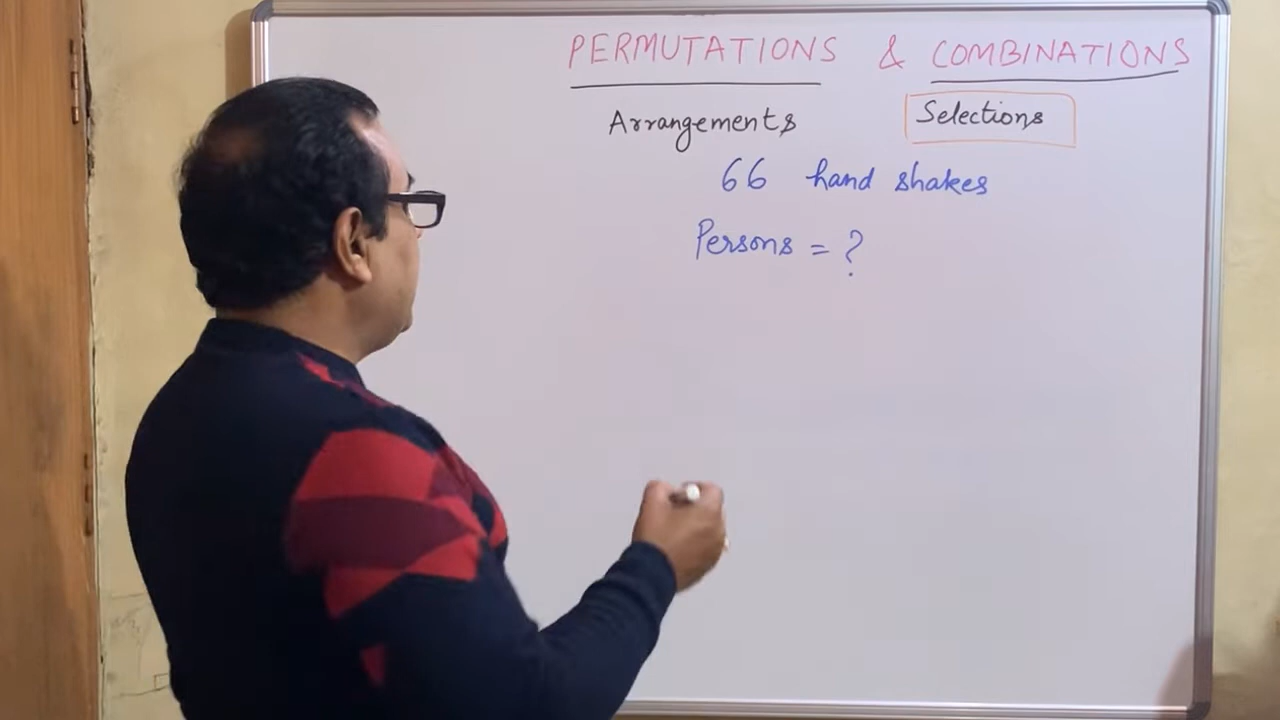 PERMUTATIONS & COMBINATIONS
Arrangements Selections
66 hand shakes
Persons = ?